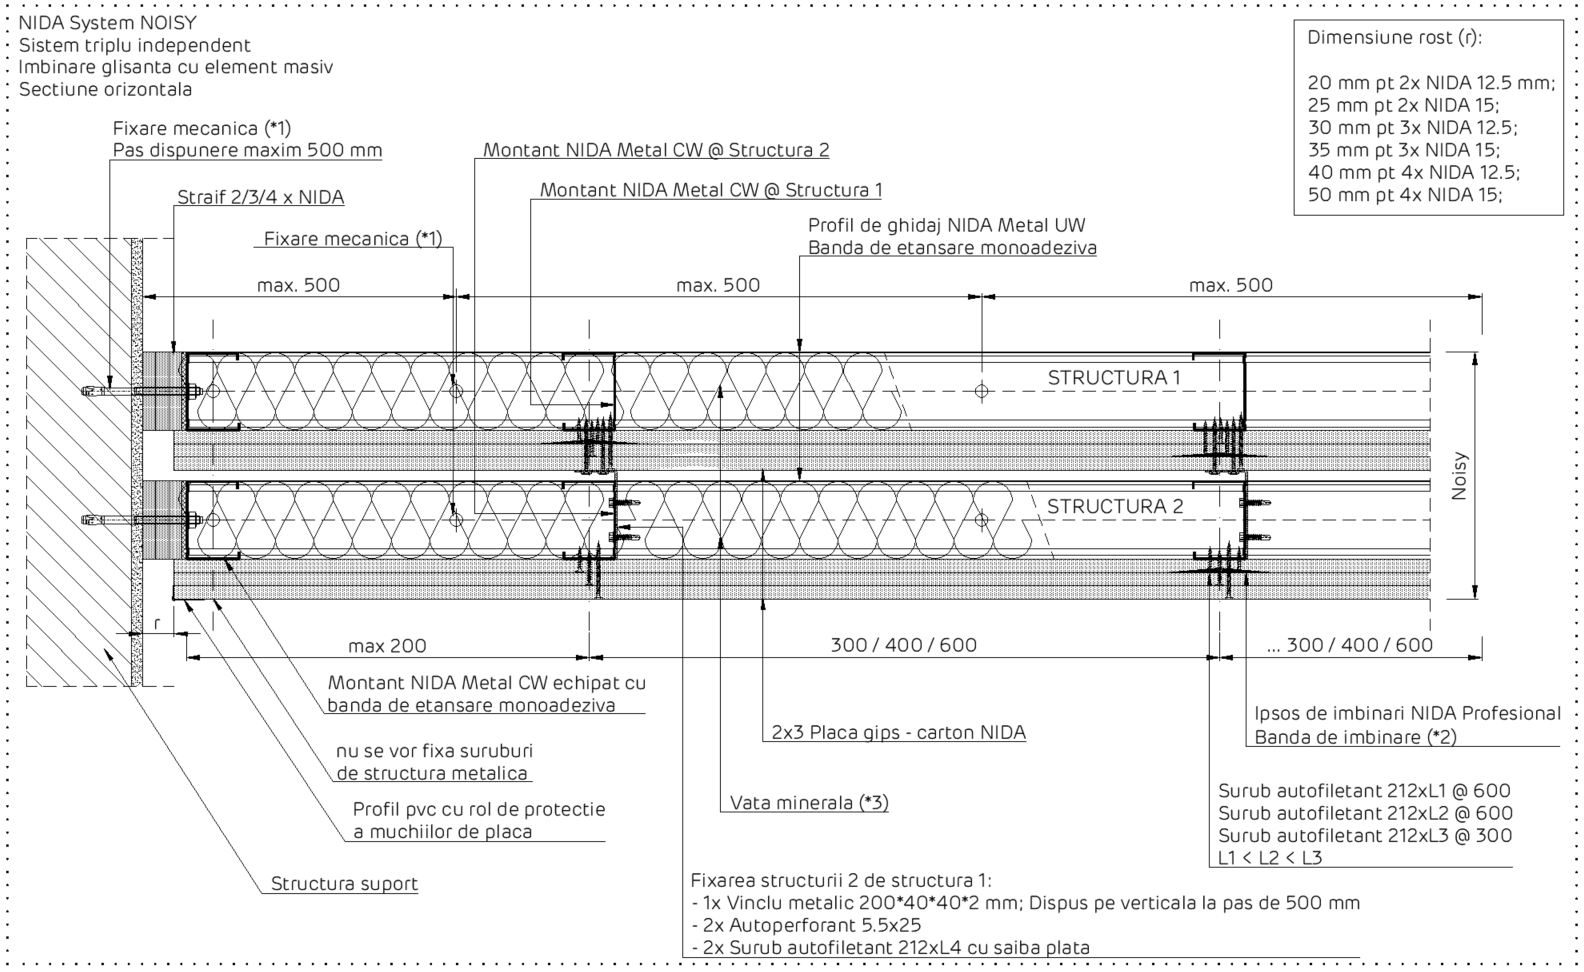 NIDA System NOISY
Sistem triplu independent
Imbinare glisanta cu element masiv
Sectiune orizontala
Dimensiune rost (r):
20 mm pt 2x NIDA 12.5 mm;
25 mm pt 2x NIDA 15;
30 mm pt 3x NIDA 12.5;
35 mm pt 3x NIDA 15;
40 mm pt 4x NIDA 12.5;
50 mm pt 4x NIDA 15;
Fixare mecanica (*1)
Pas dispunere maxim 500 mm
Montant NIDA Metal CW @ Structura 2
Montant NIDA Metal CW @ Structura 1
Straif 2/3/4 x NIDA
Fixare mecanica (*1)
Profil de ghidaj NIDA Metal UW
Banda de etansare monoadeziva
max. 500
max. 500
max. 500
STRUCTURA 1
Noisy
STRUCTURA 2
r
max 200
300 / 400 / 600
... 300 / 400 / 600
Montant NIDA Metal CW echipat cu
banda de etansare monoadeziva
nu se vor fixa suruburi
de structura metalica
Profil pvc cu rol de protectie
a muchiilor de placa
Structura suport
2x3 Placa gips - carton NIDA
Vata minerala (*3)
Ipsos de imbinari NIDA Profesional
Banda de imbinare (*2)
Surub autofiletant 212xL1 @ 600
Surub autofiletant 212xL2 @ 600
Surub autofiletant 212xL3 @ 300
L1 < L2 < L3
Fixarea structurii 2 de structura 1:
- 1x Vinclu metalic 200*40*40*2 mm; Dispus pe verticala la pas de 500 mm
- 2x Autoperforant 5.5x25
- 2x Surub autofiletant 212xL4 cu saiba plata